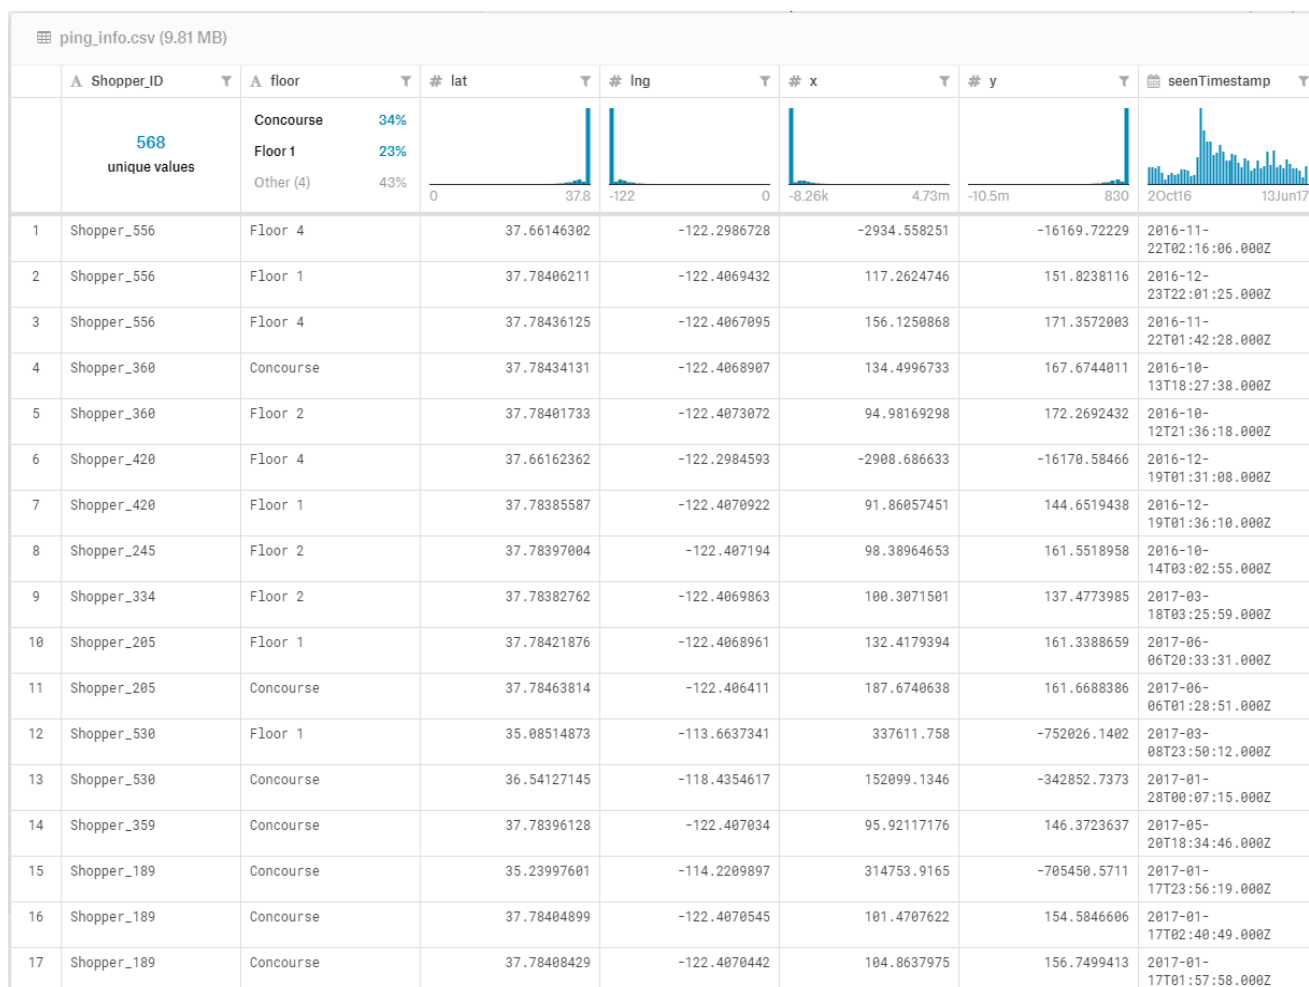 ping_info.csv (9.81 MB)
A Shopper_ID A floor # lat # lng # x # y seenTimestamp
568
unique values
Concourse 34%
Floor 1 23%
Other (4) 43%
0 37.8 -122 0 -8.26k 4.73m -10.5m 830 2Oct16 13Jun17
1 Shopper_556 Floor 4 37.66146302 -122.2986728 -2934.558251 -16169.72229 2016-11-
22T02:16:06.000Z
2 Shopper_556 Floor 1 37.78406211 -122.4069432 117.2624746 151.8238116 2016-12-
23T22:01:25.000Z
3 Shopper_556 Floor 4 37.78436125 -122.4067095 156.1250868 171.3572003 2016-11-
22T01:42:28.000Z
4 Shopper_360 Concourse 37.78434131 -122.4068907 134.4996733 167.6744011 2016-10-
13T18:27:38.000Z
5 Shopper_360 Floor 2 37.78401733 -122.4073072 94.98169298 172.2692432 2016-10-
12T21:36:18.000Z
6 Shopper_420 Floor 4 37.66162362 -122.2984593 -2908.686633 -16170.58466 2016-12-
19T01:31:08.000Z
7 Shopper_420 Floor 1 37.78385587 -122.4070922 91.86057451 144.6519438 2016-12-
19T01:36:10.000Z
8 Shopper_245 Floor 2 37.78397004 -122.407194 98.38964653 161.5518958 2016-10-
14T03:02:55.000Z
9 Shopper_334 Floor 2 37.78382762 -122.4069863 100.3071501 137.4773985 2017-03-
18T03:25:59.000Z
10 Shopper_205 Floor 1 37.78421876 -122.4068961 132.4179394 161.3388659 2017-06-
06T20:33:31.000Z
11 Shopper_205 Concourse 37.78463814 -122.406411 187.6740638 161.6688386 2017-06-
06T01:28:51.000Z
12 Shopper_530 Floor 1 35.08514873 -113.6637341 337611.758 -752026.1402 2017-03-
08T23:50:12.000Z
13 Shopper_530 Concourse 36.54127145 -118.4354617 152099.1346 -342852.7373 2017-01-
28T00:07:15.000Z
14 Shopper_359 Concourse 37.78396128 -122.407034 95.92117176 146.3723637 2017-05-
20T18:34:46.000Z
15 Shopper_189 Concourse 35.23997601 -114.2209897 314753.9165 -705450.5711 2017-01-
17T23:56:19.000Z
16 Shopper_189 Concourse 37.78404899 -122.4070545 101.4707622 154.5846606 2017-01-
17T02:40:49.000Z
17 Shopper_189 Concourse 37.78408429 -122.4070442 104.8637975 156.7499413 2017-01-
17T01:57:58.000Z